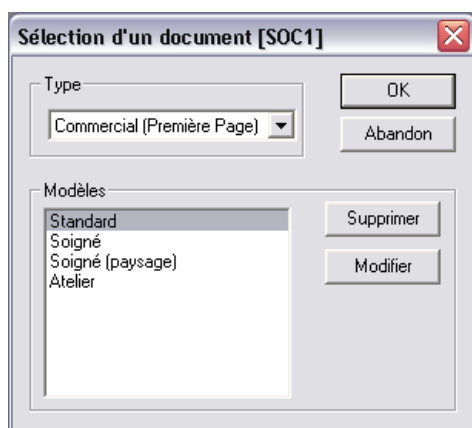 Sélection d'un document [SOC1]
Type
OK
Commercial (Première Page)
Abandon
Modèles
Standard
Supprimer
Soigné
Soigné (paysage)
Modifier
Atelier